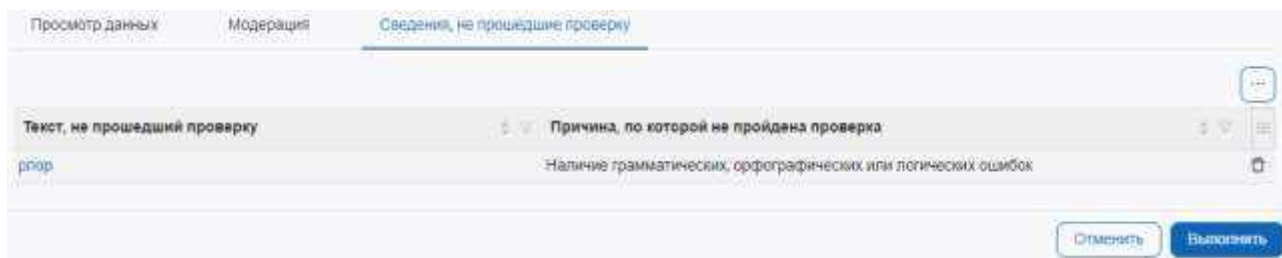 Просмотр данных Модерация Сведения, не прошедшие проверку
...
Текст, не прошедший проверку Причина, по которой не пройдена проверка
рпор Наличие грамматических, орфографических или логических ошибок
Отменить Выполнить